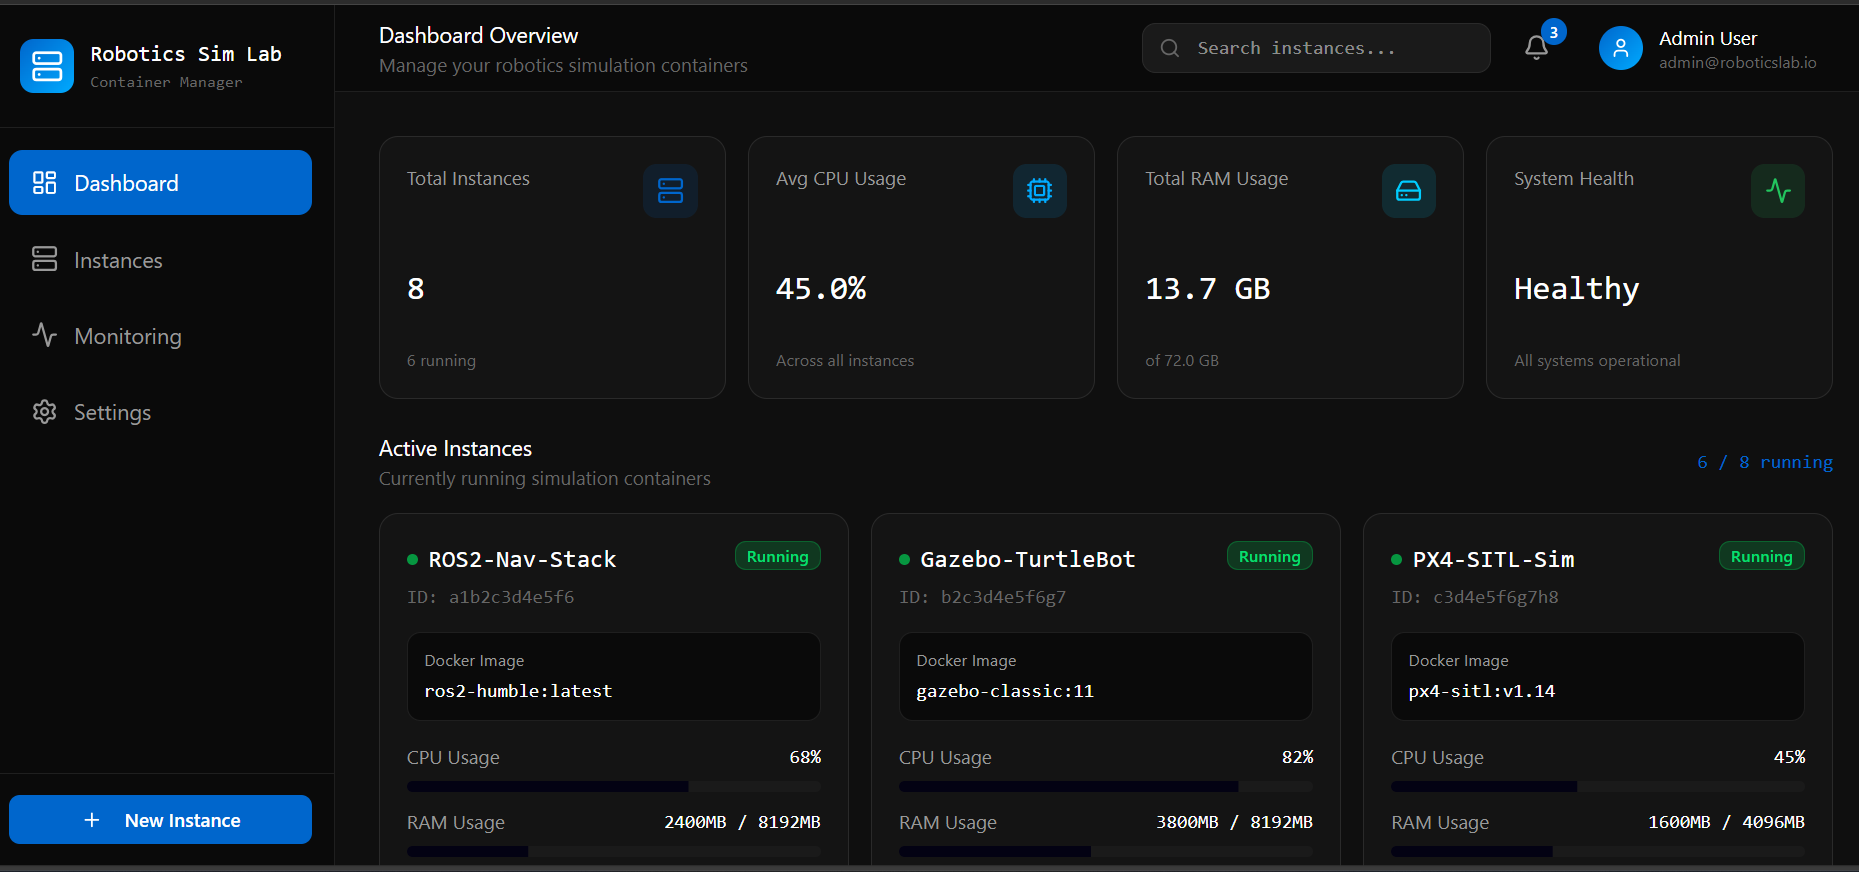 Robotics Sim Lab
Container Manager
Dashboard
Instances
Monitoring
Settings
New Instance
Dashboard Overview
Manage your robotics simulation containers
Search instances...
3
Admin User
admin@roboticslab.io
Total Instances
8
6 running
Avg CPU Usage
45.0%
Across all instances
Total RAM Usage
13.7 GB
of 72.0 GB
System Health
Healthy
All systems operational
Active Instances
Currently running simulation containers
6 / 8 running
ROS2-Nav-Stack
Running
ID: a1b2c3d4e5f6
Docker Image
ros2-humble:latest
CPU Usage 68%
RAM Usage 2400MB / 8192MB
Gazebo-TurtleBot
Running
ID: b2c3d4e5f6g7
Docker Image
gazebo-classic:11
CPU Usage 82%
RAM Usage 3800MB / 8192MB
PX4-SITL-Sim
Running
ID: c3d4e5f6g7h8
Docker Image
px4-sitl:v1.14
CPU Usage 45%
RAM Usage 1600MB / 4096MB